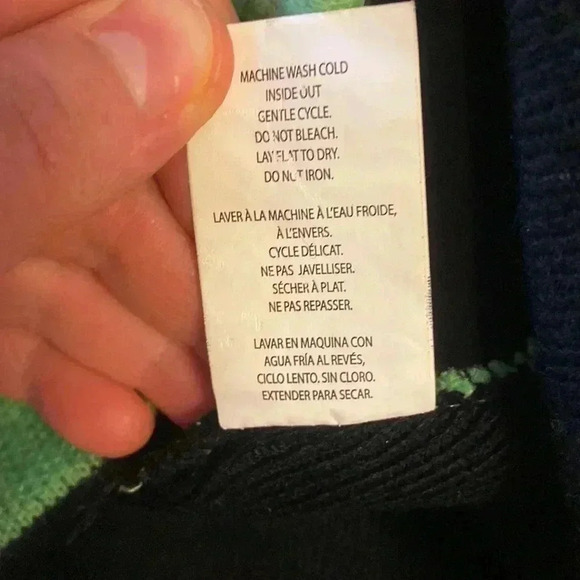 MACHINE WASH COLD
INSIDE OUT
GENTLE CYCLE.
DO NOT BLEACH.
LAY FLAT TO DRY.
DO NOT IRON.
LAVER À LA MACHINE À L'EAU FROIDE,
À L'ENVERS.
CYCLE DÉLICAT.
NE PAS JAVELLISER.
SÉCHER À PLAT.
NE PAS REPASSER.
LAVAR EN MAQUINA CON
AGUA FRÍA AL REVÉS,
CICLO LENTO. SIN CLORO.
EXTENDER PARA SECAR.